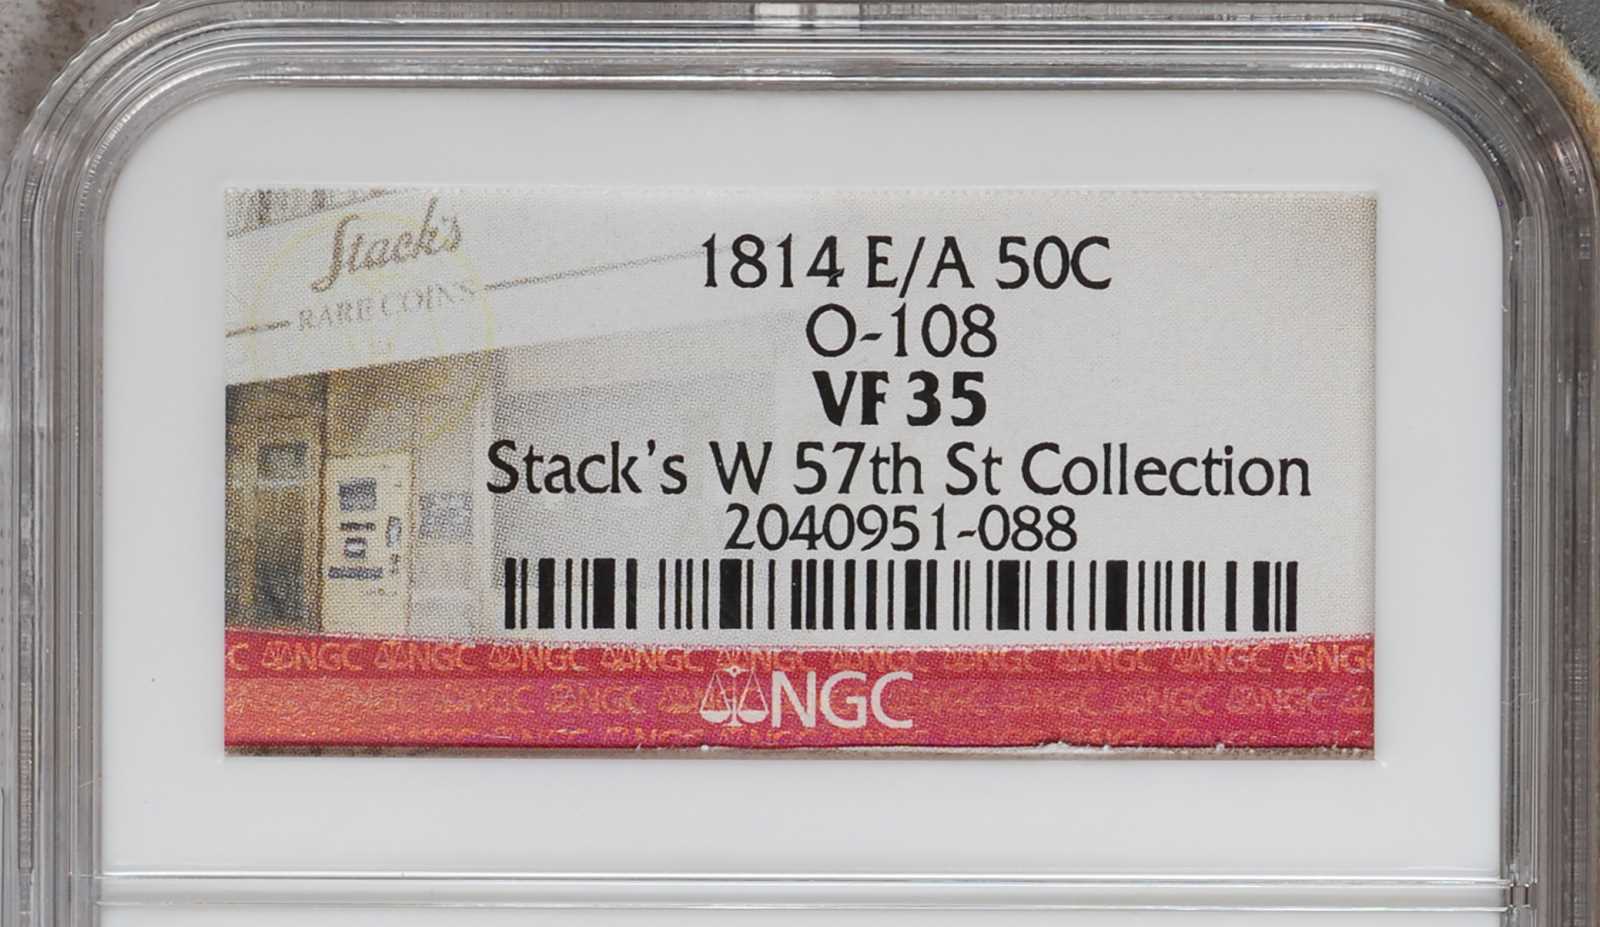 Stack's
RARE COINS
1814 E/A 50C
O-108
VF 35
Stack's W 57th St Collection
2040951-088
NGC